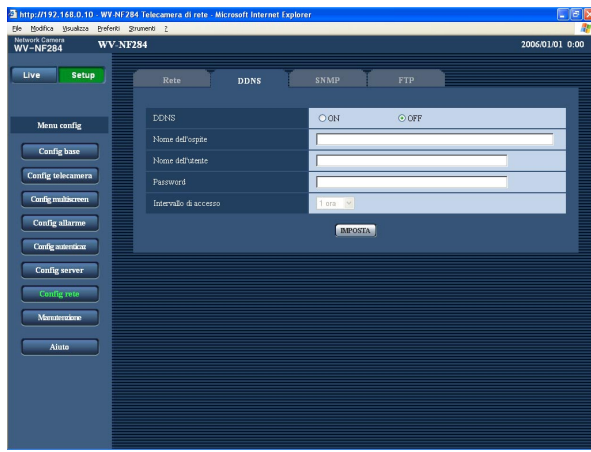 http://192.168.0.10 - WV-NF284 Telecamera di rete - Microsoft Internet Explorer
File Modifica Visualizza Preferiti Strumenti ?
Network Camera
WV-NF284
WV-NF284
2006/01/01 0:00
Live Setup
Rete DDNS SNMP FTP
Menu config
Config base
Config telecamera
Config multiscreen
Config allarme
Config autenticaz
Config server
Config rete
Manutenzione
Aiuto
DDNS ON OFF
Nome dell'ospite
Nome dell'utente
Password
Intervallo di accesso 1 ora
IMPOSTA